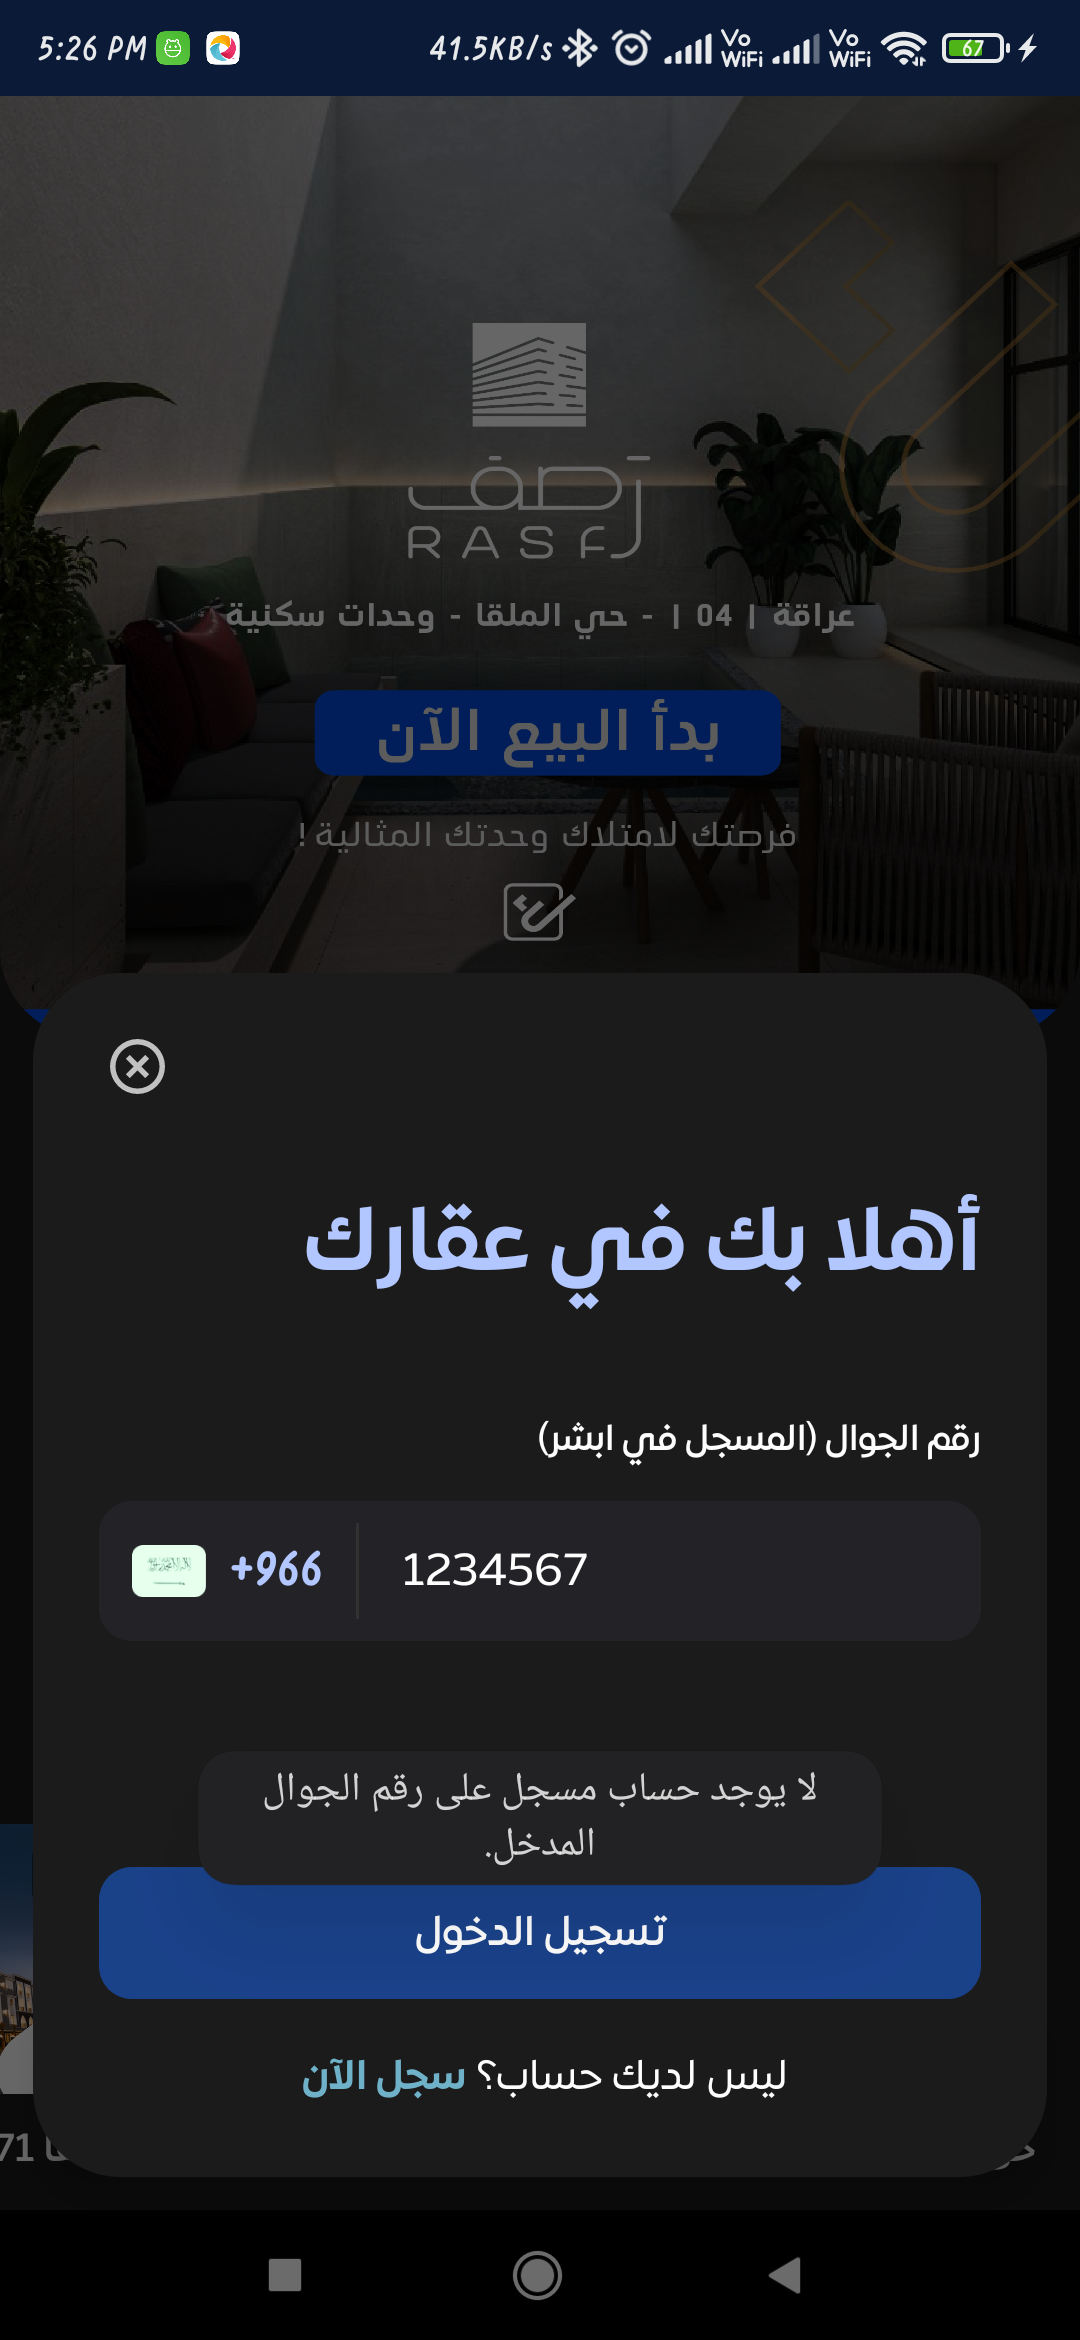 5:26 PM 41.5KB/s Vo WiFi Vo WiFi 67
رصف
RASF
عراقة | 04 | - حي الملقا - وحدات سكنية
بدأ البيع الآن
فرصتك لامتلاك وحدتك المثالية !
أهلا بك في عقارك
رقم الجوال (المسجل في ابشر)
+966 1234567
لا يوجد حساب مسجل على رقم الجوال
المدخل.
تسجيل الدخول
ليس لديك حساب؟ سجل الآن
71